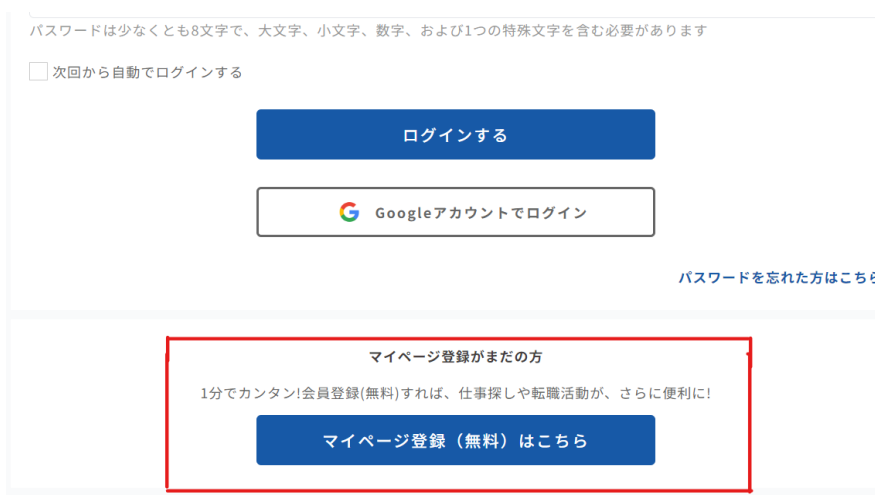 パスワードは少なくとも8文字で、大文字、小文字、数字、および1つの特殊文字を含む必要があります
次回から自動でログインする
ログインする
Googleアカウントでログイン
パスワードを忘れた方はこちら
マイページ登録がまだの方
1分でカンタン!会員登録(無料)すれば、仕事探しや転職活動が、さらに便利に!
マイページ登録（無料）はこちら